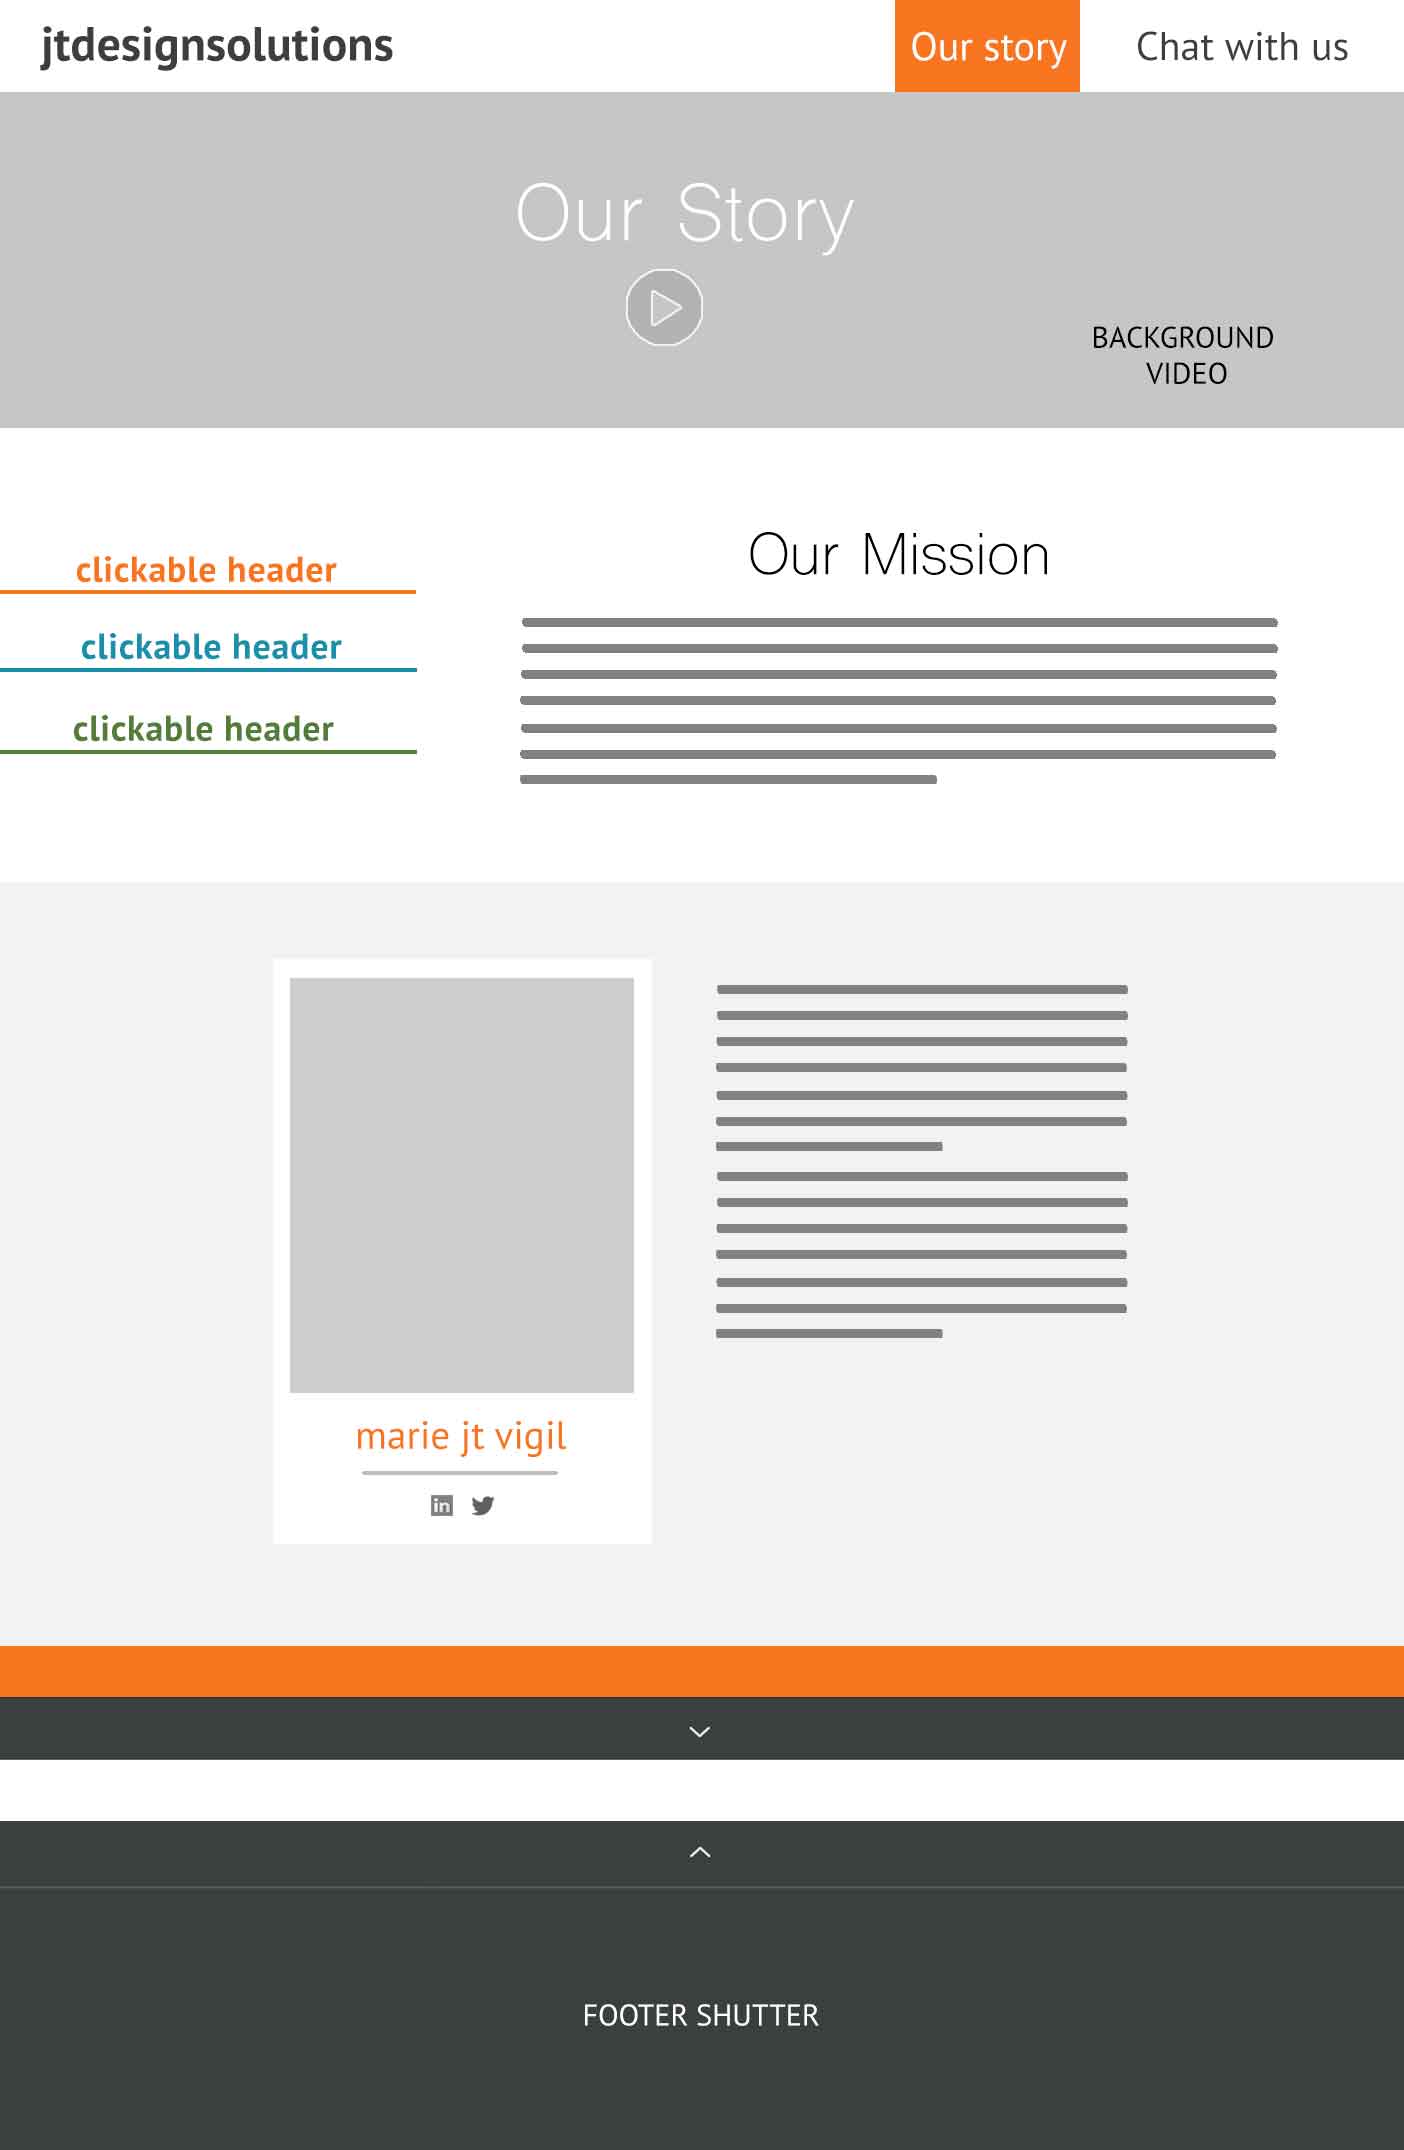 jtdesignsolutions
Our story
Chat with us
Our Story
BACKGROUND
VIDEO
clickable header
clickable header
clickable header
Our Mission
marie jt vigil
in
FOOTER SHUTTER